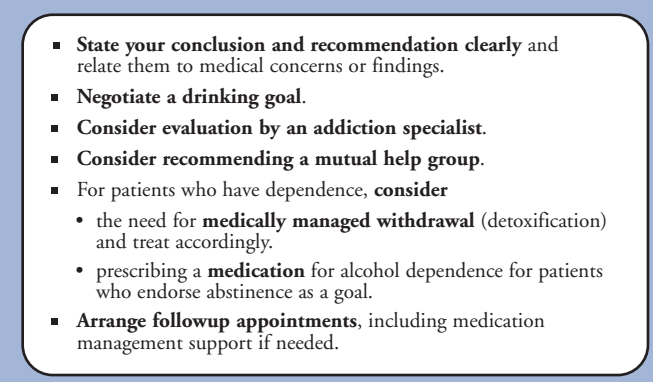 ▪ State your conclusion and recommendation clearly and
relate them to medical concerns or findings.
▪ Negotiate a drinking goal.
▪ Consider evaluation by an addiction specialist.
▪ Consider recommending a mutual help group.
▪ For patients who have dependence, consider
• the need for medically managed withdrawal (detoxification)
and treat accordingly.
• prescribing a medication for alcohol dependence for patients
who endorse abstinence as a goal.
▪ Arrange followup appointments, including medication
management support if needed.